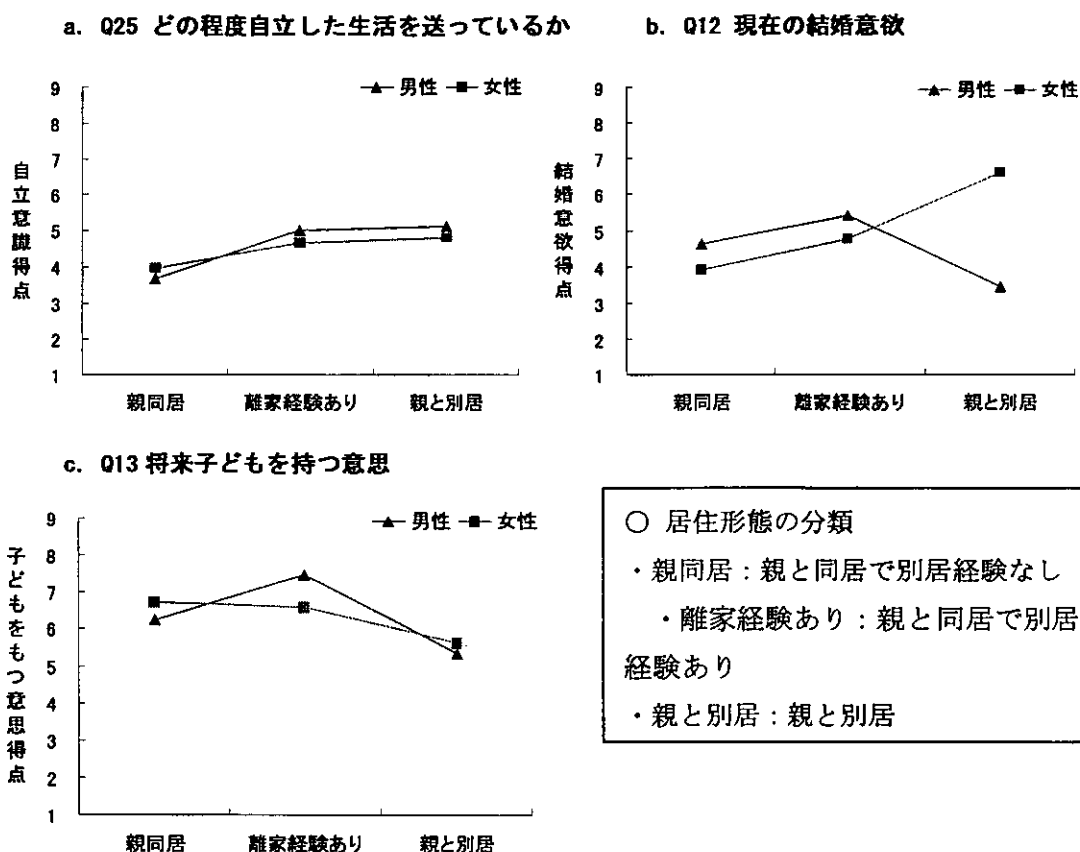 a. Q25 どの程度自立した生活を送っているか
b. Q12 現在の結婚意欲
男性 女性
9
8
7
6
5
4
3
2
1
自立意識得点
親同居 離家経験あり 親と別居
男性 女性
9
8
7
6
5
4
3
2
1
結婚意欲得点
親同居 離家経験あり 親と別居
c. Q13 将来子どもを持つ意思
男性 女性
9
8
7
6
5
4
3
2
1
子どもをもつ意思得点
親同居 離家経験あり 親と別居
○ 居住形態の分類
・親同居：親と同居で別居経験なし
・離家経験あり：親と同居で別居
経験あり
・親と別居：親と別居